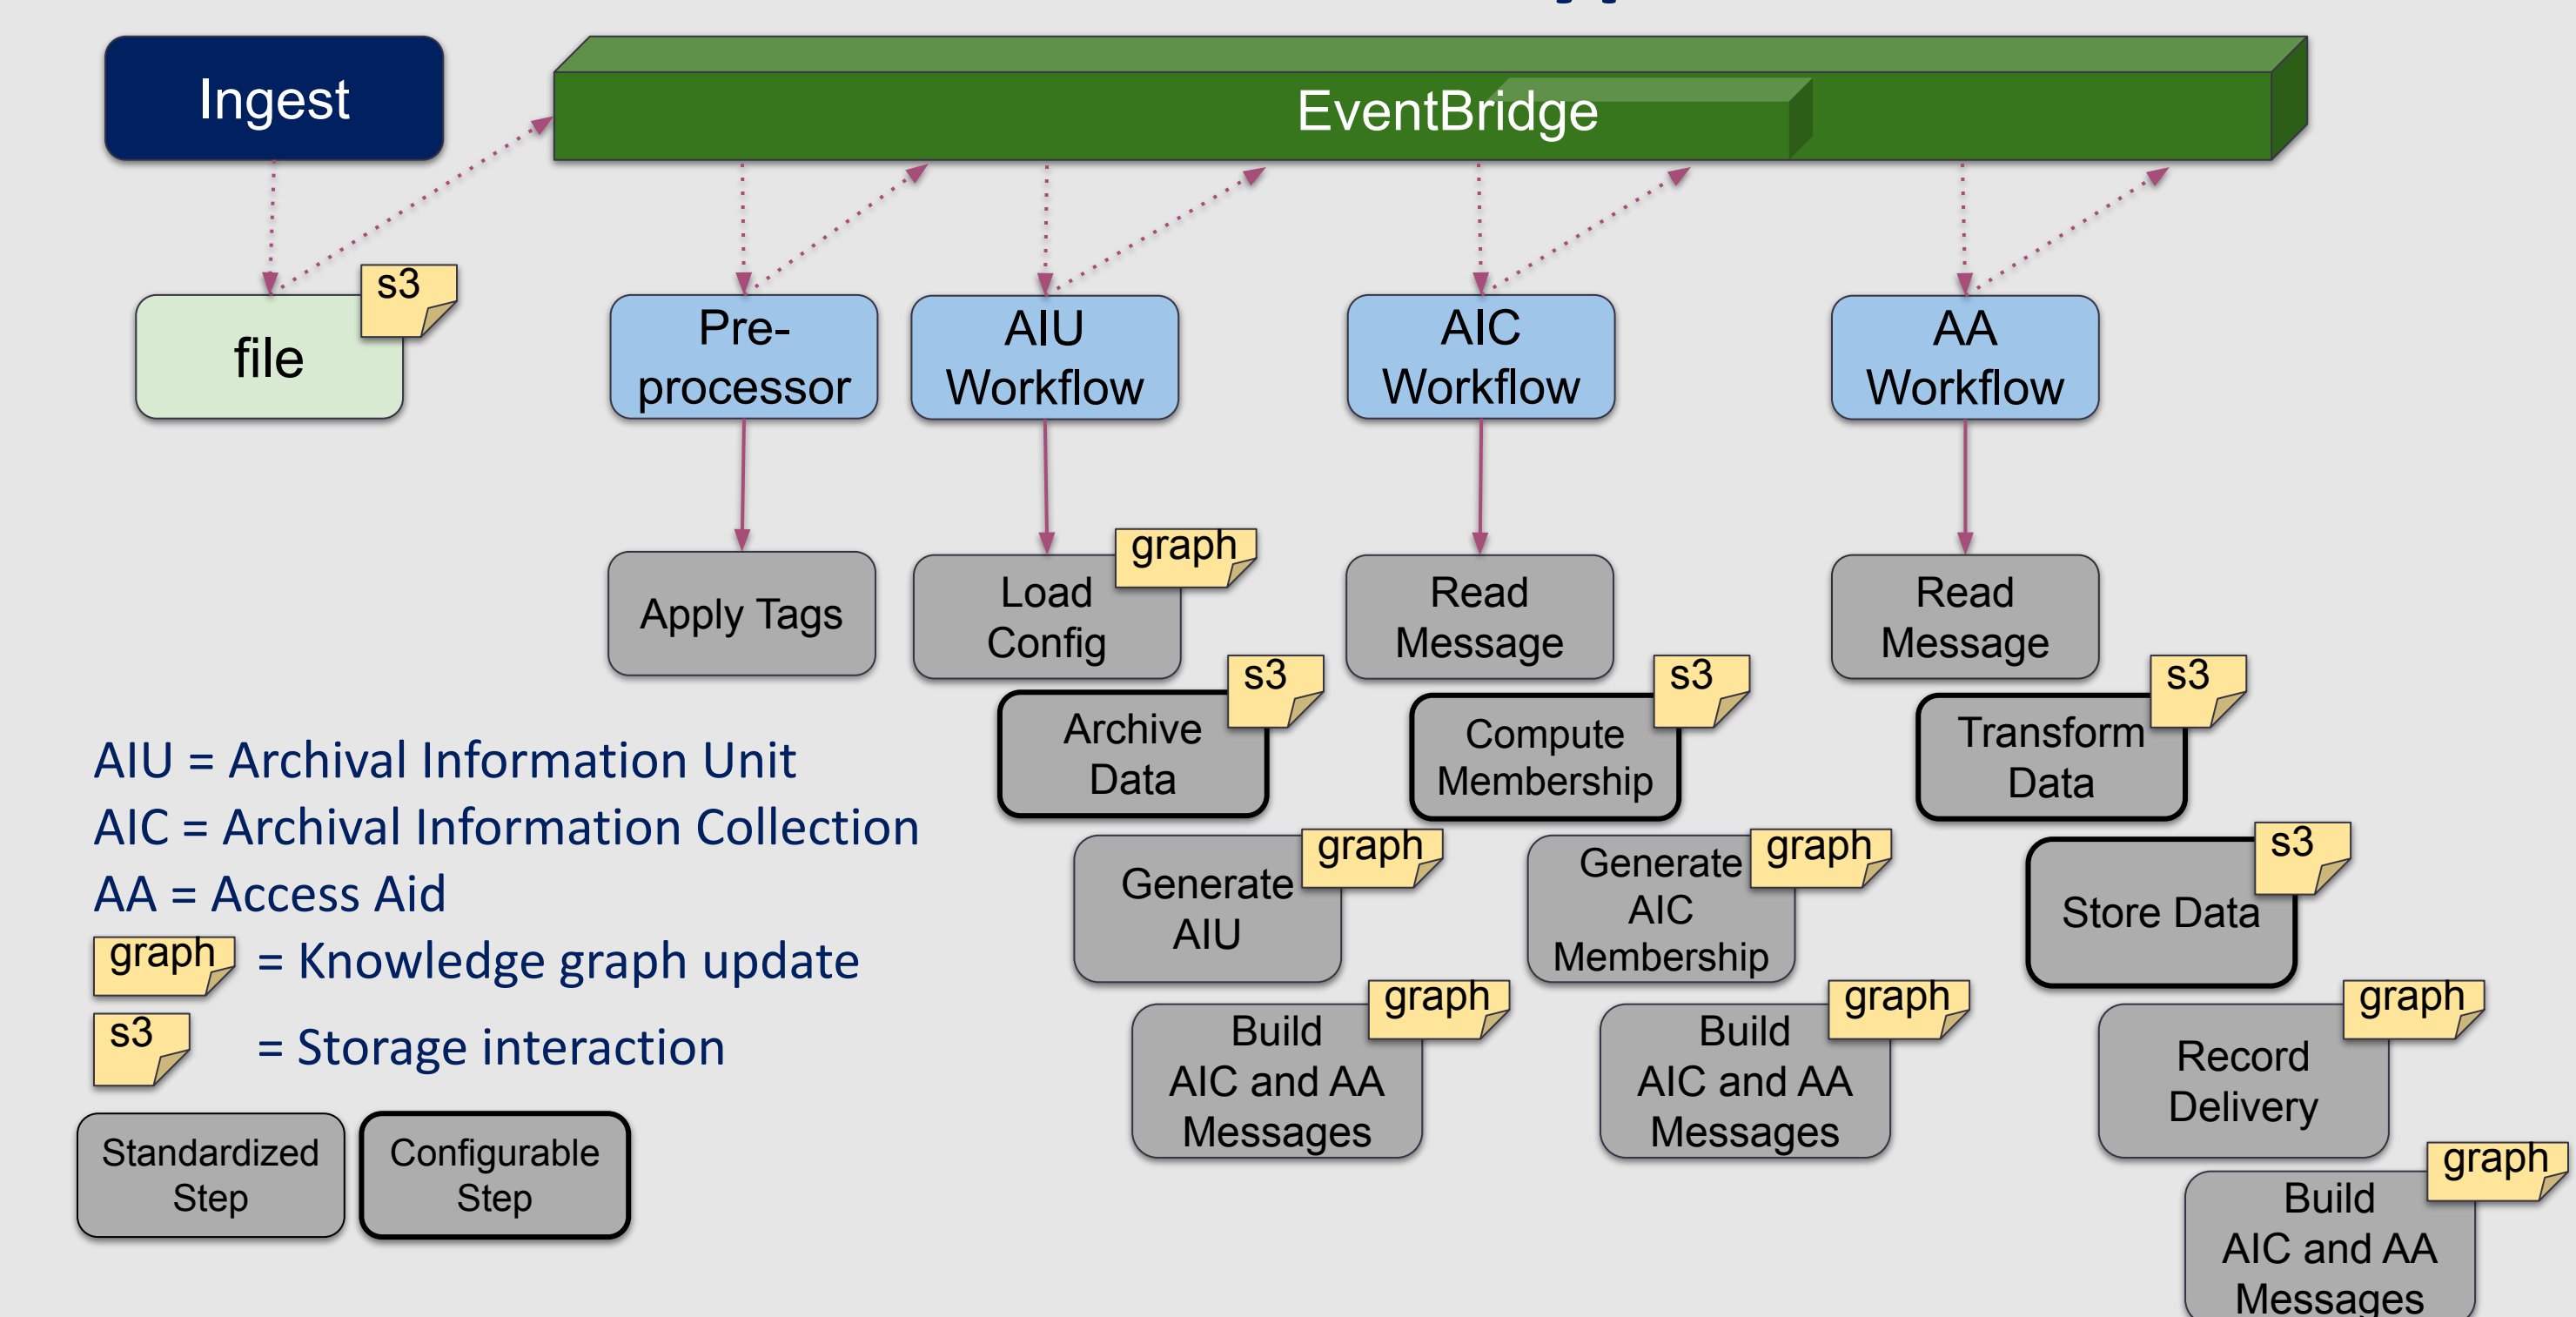 Ingest
EventBridge
s3
file
Pre-
processor
AIU
Workflow
AIC
Workflow
AA
Workflow
Apply Tags
graph
Load
Config
s3
Archive
Data
graph
Generate
AIU
graph
Build
AIC and AA
Messages
Read
Message
s3
Compute
Membership
graph
Generate
AIC
Membership
graph
Build
AIC and AA
Messages
Read
Message
s3
Transform
Data
s3
Store Data
graph
Record
Delivery
graph
Build
AIC and AA
Messages
AIU = Archival Information Unit
AIC = Archival Information Collection
AA = Access Aid
graph = Knowledge graph update
s3 = Storage interaction
Standardized
Step
Configurable
Step